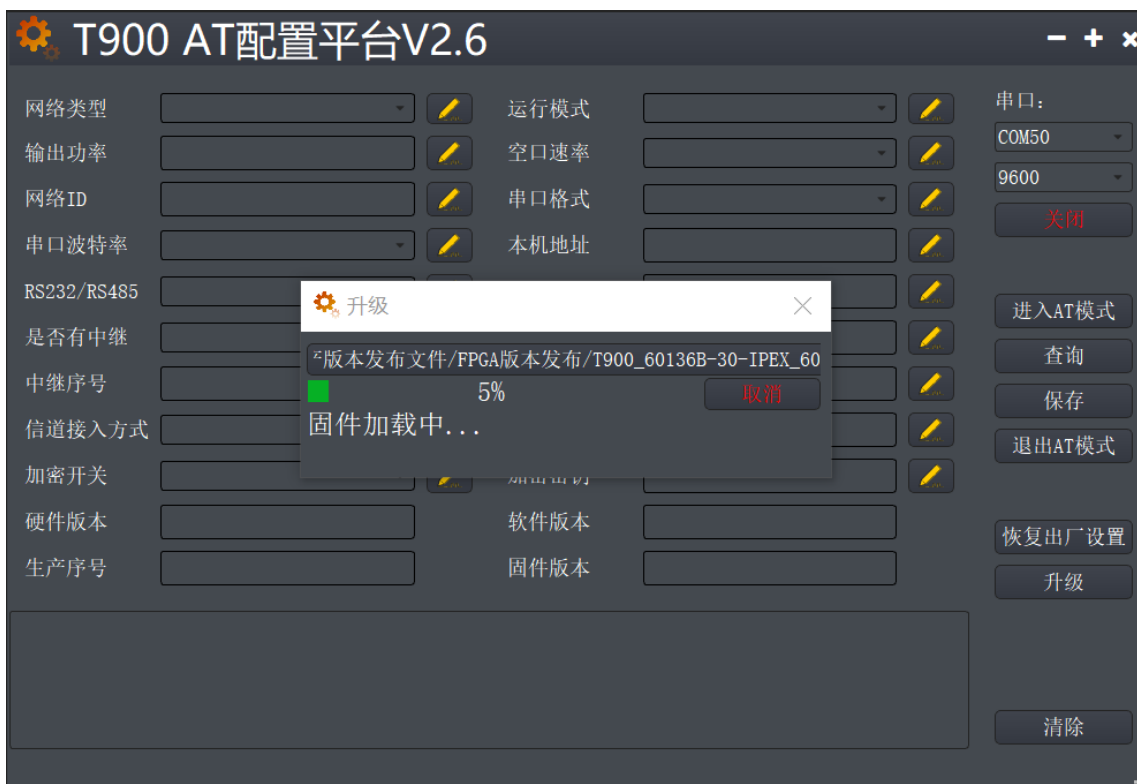 T900 AT配置平台V2.6
网络类型
运行模式
串口：
输出功率
空口速率
COM50
网络ID
串口格式
9600
串口波特率
本机地址
关闭
RS232/RS485
升级
进入AT模式
是否有中继
版本发布文件/FPGA版本发布/T900_60136B-30-IPEX_60
查询
中继序号
5%
取消
保存
信道接入方式
固件加载中...
退出AT模式
加密开关
硬件版本
软件版本
恢复出厂设置
生产序号
固件版本
升级
清除